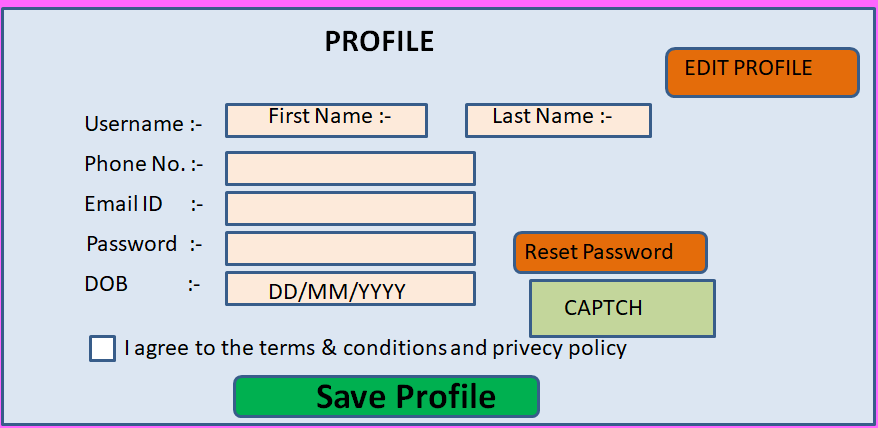 PROFILE
EDIT PROFILE
Username :- First Name :- Last Name :-
Phone No. :-
Email ID :-
Password :- Reset Password
DOB :- DD/MM/YYYY
CAPTCH
I agree to the terms & conditions and privecy policy
Save Profile